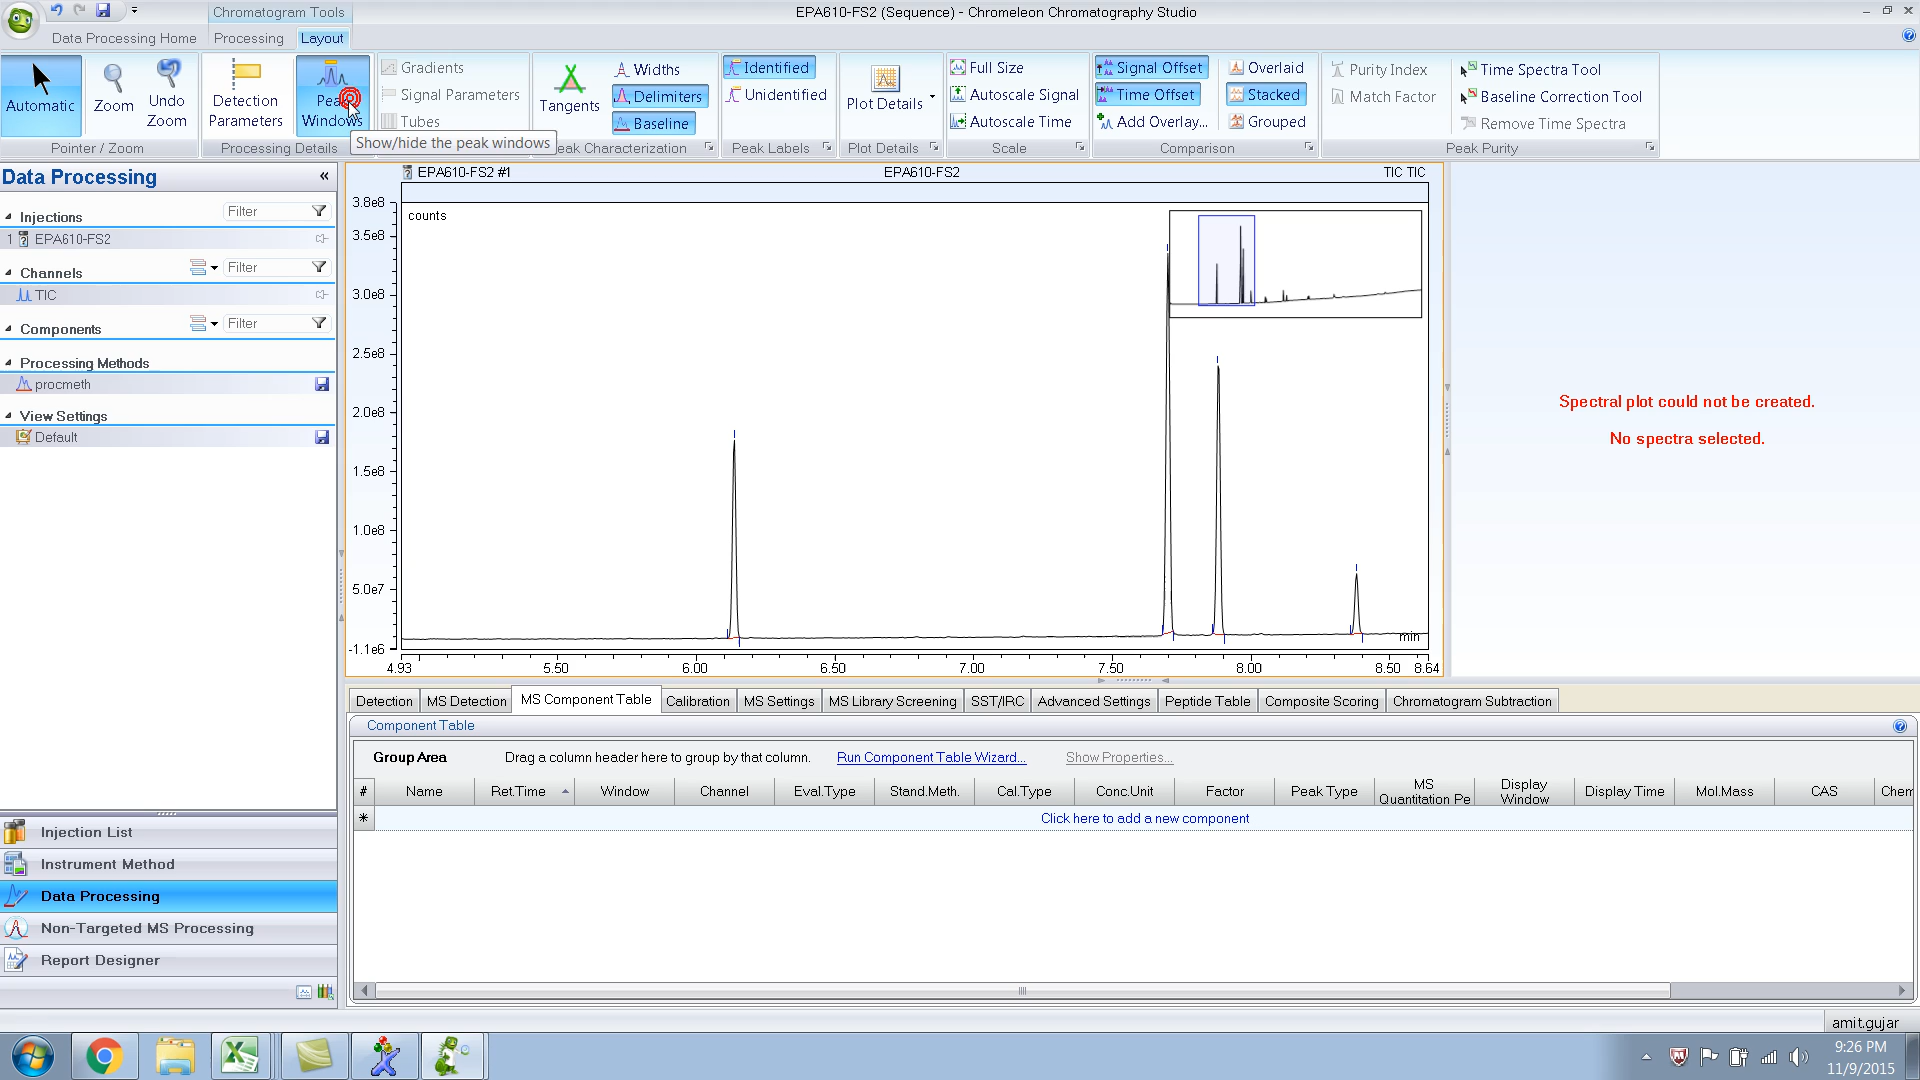 Chromatogram Tools
EPA610-FS2 (Sequence) - Chromeleon Chromatography Studio
Data Processing Home Processing Layout
Automatic
Zoom
Undo Zoom
Pointer / Zoom
Detection Parameters
Peak Windows
Processing Details
Gradients
Signal Parameters
Tubes
Show/hide the peak windows
Tangents
Widths
Delimiters
Baseline
Peak Characterization
Identified
Unidentified
Peak Labels
Plot Details
Plot Details
Full Size
Autoscale Signal
Autoscale Time
Scale
Signal Offset
Time Offset
Add Overlay...
Overlaid
Stacked
Grouped
Comparison
Purity Index
Match Factor
Time Spectra Tool
Baseline Correction Tool
Remove Time Spectra
Peak Purity
Data Processing «
Injections Filter
1 EPA610-FS2
Channels Filter
TIC
Components Filter
Processing Methods
procmeth
View Settings
Default
Injection List
Instrument Method
Data Processing
Non-Targeted MS Processing
Report Designer
EPA610-FS2 #1 EPA610-FS2 TIC TIC
3.8e8
counts
3.5e8
3.0e8
2.5e8
2.0e8
1.5e8
1.0e8
5.0e7
min
-1.1e6
4.93 5.50 6.00 6.50 7.00 7.50 8.00 8.50 8.64
Spectral plot could not be created.
No spectra selected.
Detection MS Detection MS Component Table Calibration MS Settings MS Library Screening SST/IRC Advanced Settings Peptide Table Composite Scoring Chromatogram Subtraction
Component Table
Group Area Drag a column header here to group by that column. Run Component Table Wizard... Show Properties...
# Name Ret.Time Window Channel Eval.Type Stand.Meth. Cal.Type Conc.Unit Factor Peak Type MS Quantitation Pe Display Window Display Time Mol.Mass CAS Chem
Click here to add a new component
amit.gujar
9:26 PM
11/9/2015